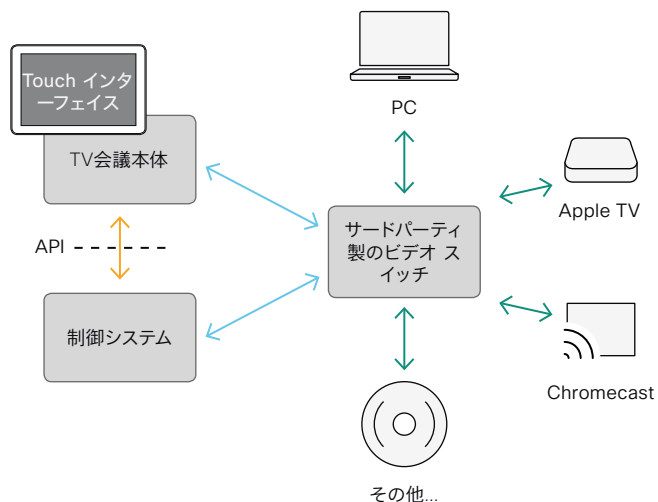 Touch インタ
ーフェイス
TV会議本体
API
制御システム
PC
サードパーティ
製のビデオ ス
イッチ
Apple TV
Chromecast
その他...